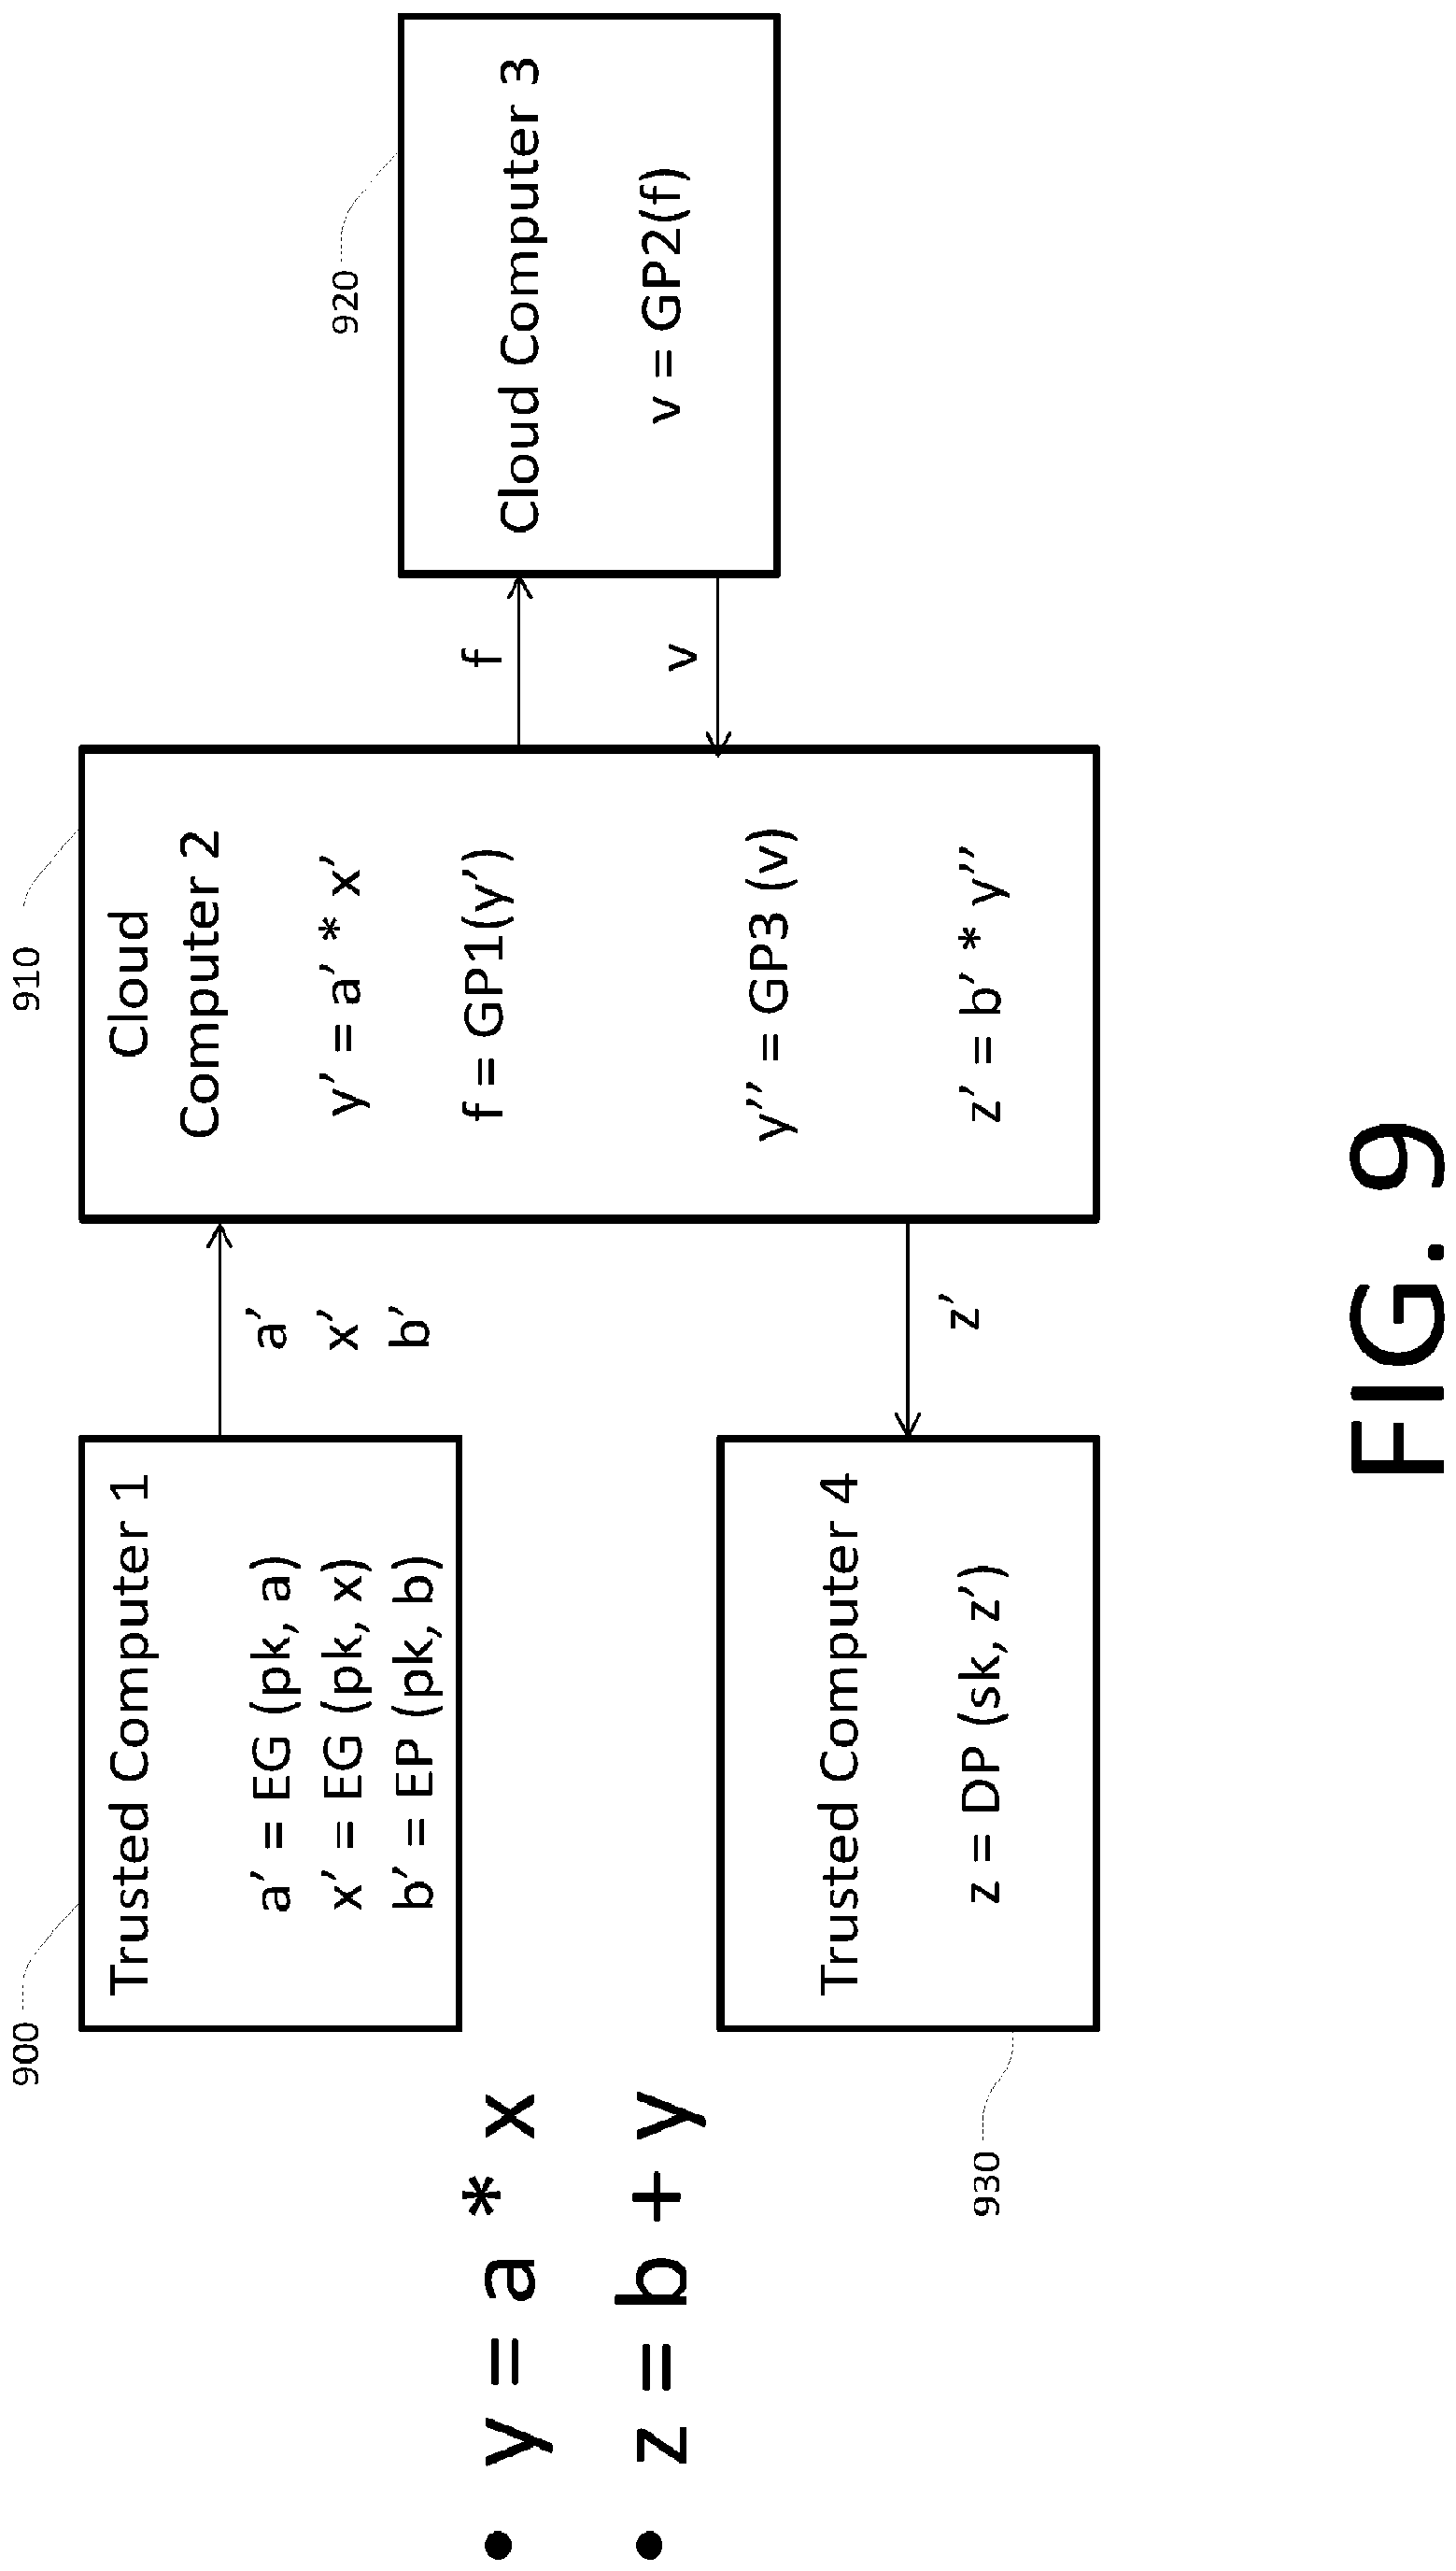 • y = a * x
• z = b + y
900
Trusted Computer 1
a’ = EG (pk, a)
x’ = EG (pk, x)
b’ = EP (pk, b)
a’
x’
b’
910
Cloud
Computer 2
y’ = a’ * x’
f = GP1(y’)
y’’ = GP3 (v)
z’ = b’ * y’’
f
v
920
Cloud Computer 3
v = GP2(f)
z’
930
Trusted Computer 4
z = DP (sk, z’)
FIG. 9